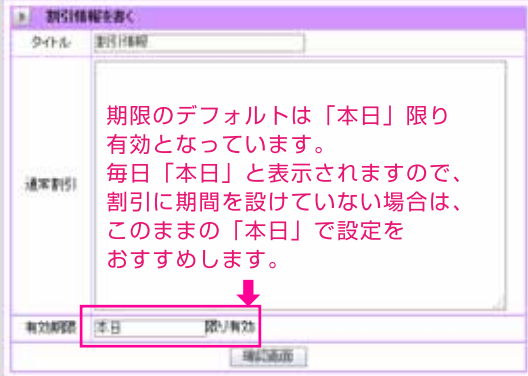 割引情報を書く
タイトル 割引情報
期限のデフォルトは「本日」限り
有効となっています。
毎日「本日」と表示されますので、
通常割引
割引に期間を設けていない場合は、
このままの「本日」で設定を
おすすめします。
有効期限 本日 限り有効
確認画面